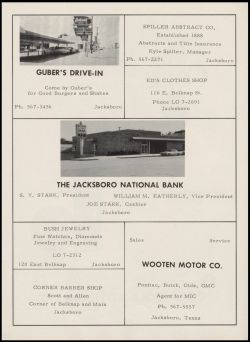 Guber's
GUBER'S DRIVE-IN
Come by Guber's
for Good Burgers and Shakes
Ph. 567-3456 Jacksboro
SPILLER ABSTRACT CO.
Established 1888
Abstracts and Title Insurance
Kyle Spiller, Manager
Ph. 567-2271 Jacksboro
ED'S CLOTHES SHOP
116 E. Belknap St.
Phone LO 7-2691
Jacksboro
THE JACKSBORO NATIONAL BANK
S. V. STARK, President WILLIAM M. EATHERLY, Vice President
JOE STARK, Cashier
Jacksboro
JEWELRY
Fine Watches, Diamonds
Jewelry and Engraving
LO 7-2312
120 East Belknap Jacksboro
CORNER BARBER SHOP
Scott and Allen
Corner of Belknap and Main
Jacksboro
Sales Service
WOOTEN MOTOR CO.
Pontiac, Buick, Olds, GMC
Agent for MIC
Ph. 567-5537
Jacksboro, Texas